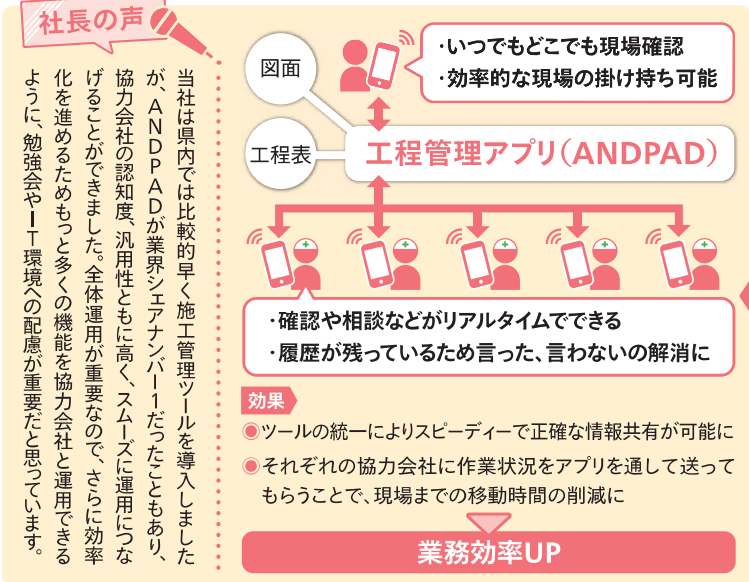 社長の声
当社は県内では比較的早く施工管理ツールを導入しました
が、ANDPADが業界シェアナンバー1だったこともあり、
協力会社の認知度、汎用性ともに高く、スムーズに運用につな
げることができました。全体運用が重要なので、さらに効率
化を進めるためもっと多くの機能を協力会社と運用できる
ように、勉強会やIT環境への配慮が重要だと思っています。
図面
・いつでもどこでも現場確認
・効率的な現場の掛け持ち可能
工程表
工程管理アプリ（ANDPAD）
・確認や相談などがリアルタイムでできる
・履歴が残っているため言った、言わないの解消に
効果
◉ツールの統一によりスピーディーで正確な情報共有が可能に
◉それぞれの協力会社に作業状況をアプリを通して送って
もらうことで、現場までの移動時間の削減に
業務効率UP